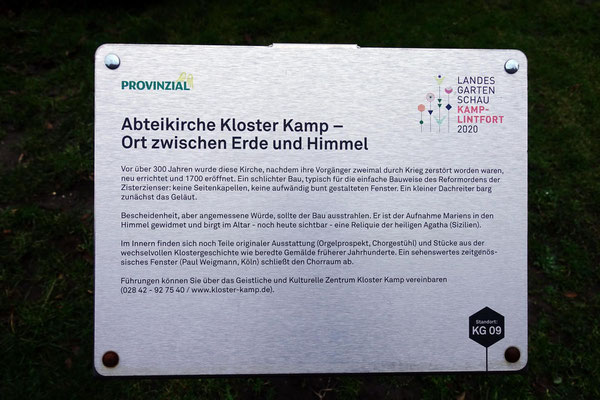 PROVINZIAL
LANDES
GARTEN
SCHAU
KAMP-
LINTFORT
2020
Abteikirche Kloster Kamp –
Ort zwischen Erde und Himmel
Vor über 300 Jahren wurde diese Kirche, nachdem ihre Vorgänger zweimal durch Krieg zerstört worden waren,
neu errichtet und 1700 eröffnet. Ein schlichter Bau, typisch für die einfache Bauweise des Reformordens der
Zisterzienser: keine Seitenkapellen, keine aufwändig bunt gestalteten Fenster. Ein kleiner Dachreiter barg
zunächst das Geläut.
Bescheidenheit, aber angemessene Würde, sollte der Bau ausstrahlen. Er ist der Aufnahme Mariens in den
Himmel gewidmet und birgt im Altar - noch heute sichtbar - eine Reliquie der heiligen Agatha (Sizilien).
Im Innern finden sich noch Teile originaler Ausstattung (Orgelprospekt, Chorgestühl) und Stücke aus der
wechselvollen Klostergeschichte wie beredte Gemälde früherer Jahrhunderte. Ein sehenswertes zeitgenös-
sisches Fenster (Paul Weigmann, Köln) schließt den Chorraum ab.
Führungen können Sie über das Geistliche und Kulturelle Zentrum Kloster Kamp vereinbaren
(028 42 - 92 75 40 / www.kloster-kamp.de).
Standort:
KG 09